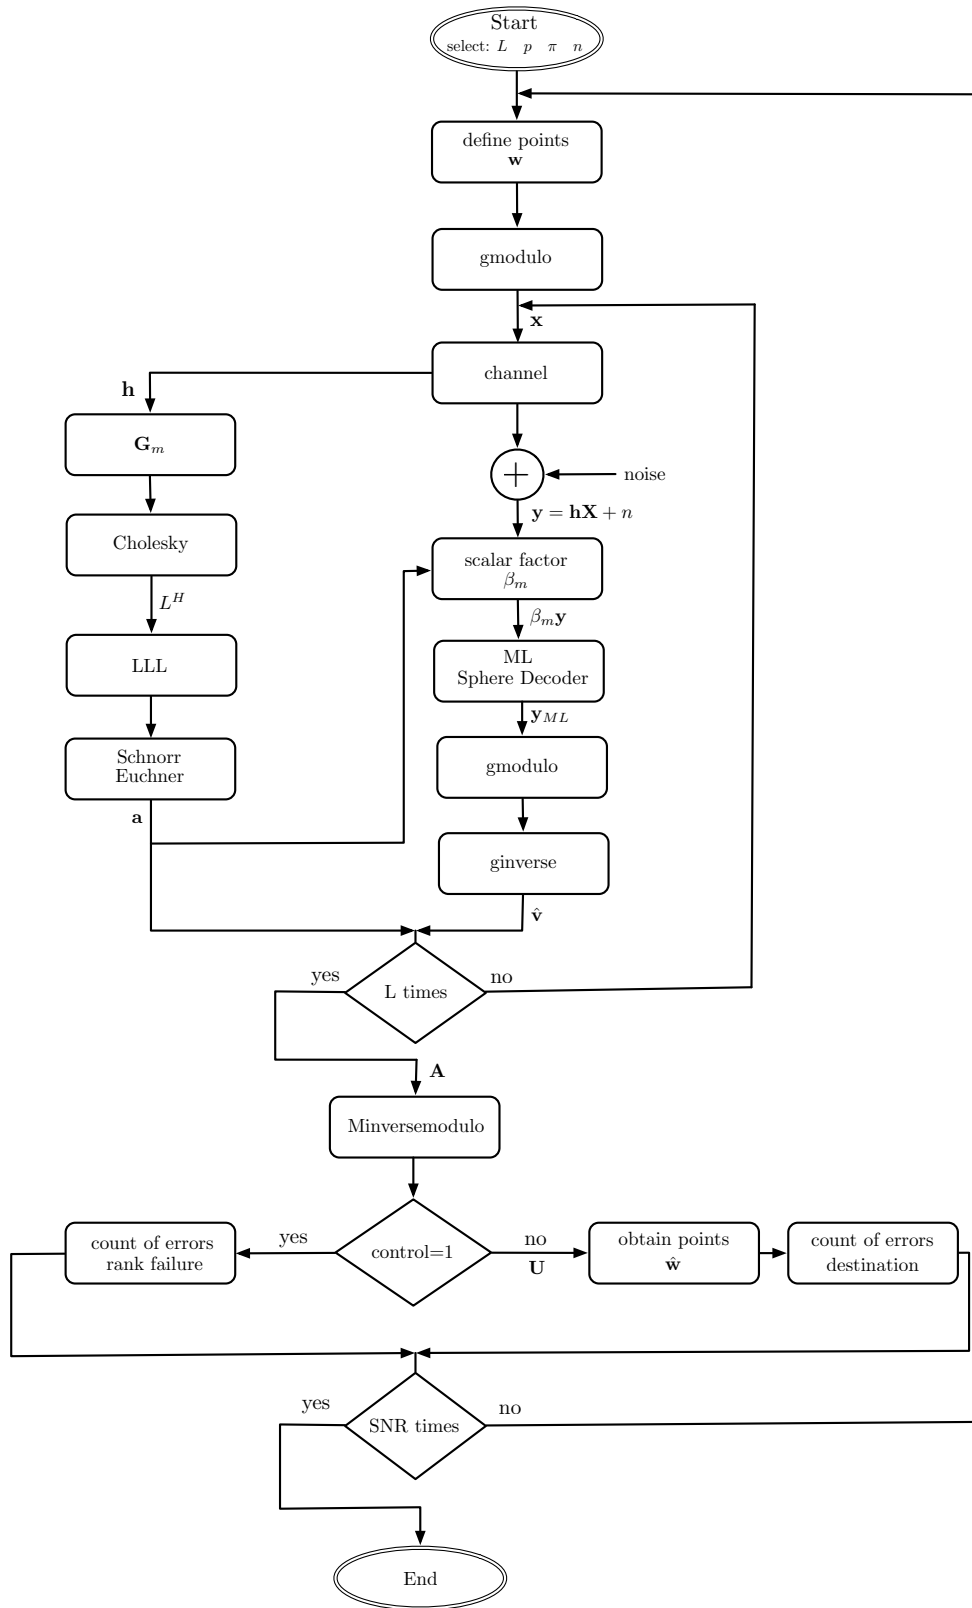 Start
select: L p π n
define points
w
gmodulo
x
channel
h
G_m
noise
y = hX + n
Cholesky
scalar factor
β_m
L^H
β_m y
LLL
ML
Sphere Decoder
y_ML
Schnorr
Euchner
gmodulo
a
ginverse
v̂
yes
no
L times
A
Minversemodulo
yes
control=1
no
U
count of errors
rank failure
obtain points
ŵ
count of errors
destination
yes
no
SNR times
End